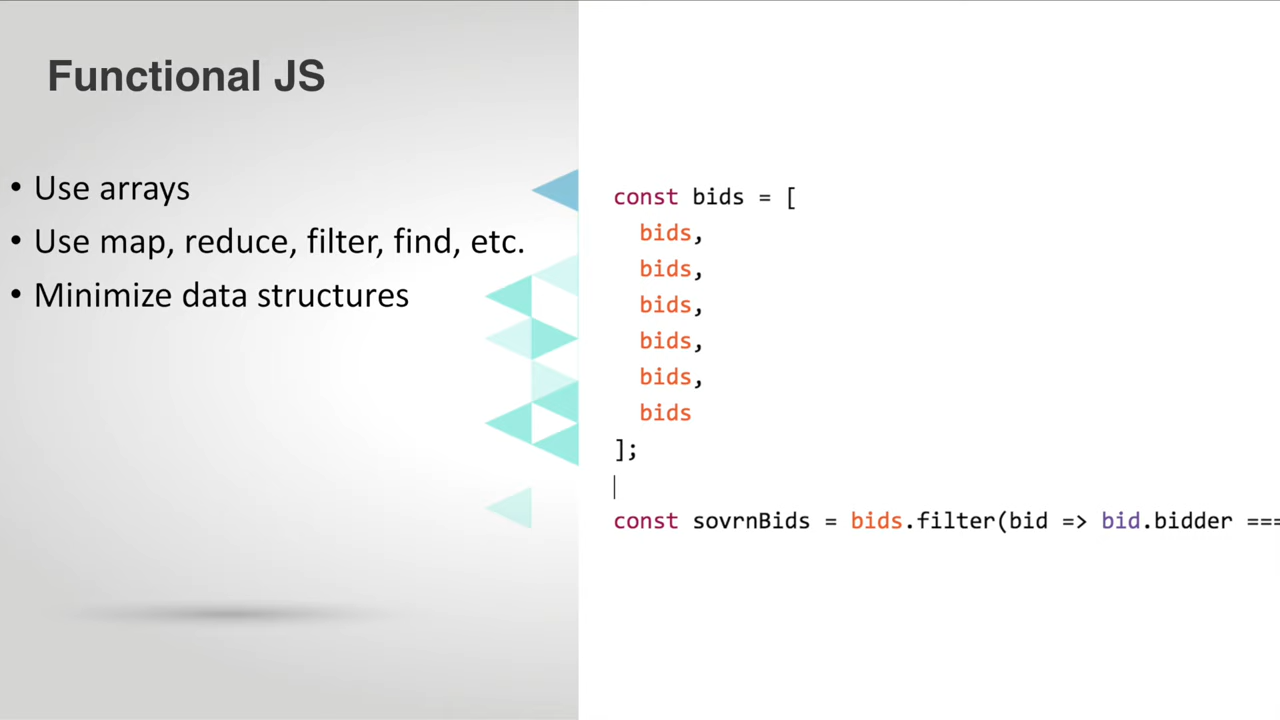 Functional JS
• Use arrays
• Use map, reduce, filter, find, etc.
• Minimize data structures
const bids = [
bids,
bids,
bids,
bids,
bids,
bids
];
const sovrnBids = bids.filter(bid => bid.bidder ===